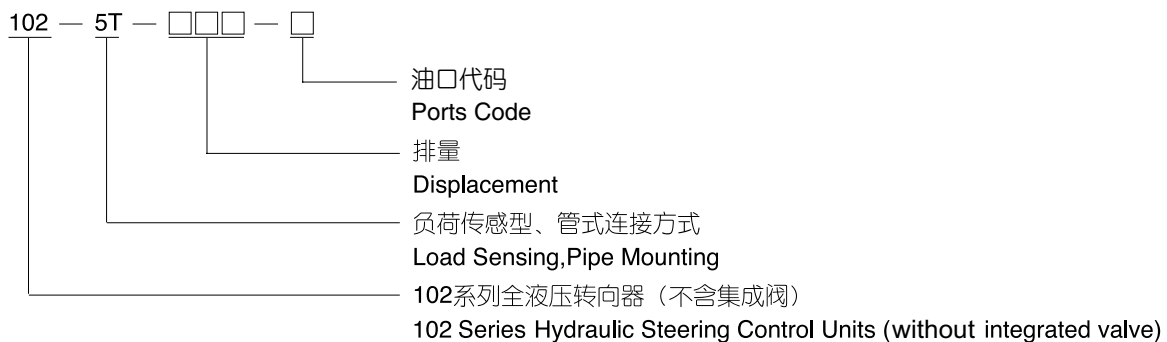 102 — 5T — □□□ — □
油口代码
Ports Code
排量
Displacement
负荷传感型、管式连接方式
Load Sensing,Pipe Mounting
102系列全液压转向器（不含集成阀）
102 Series Hydraulic Steering Control Units (without integrated valve)